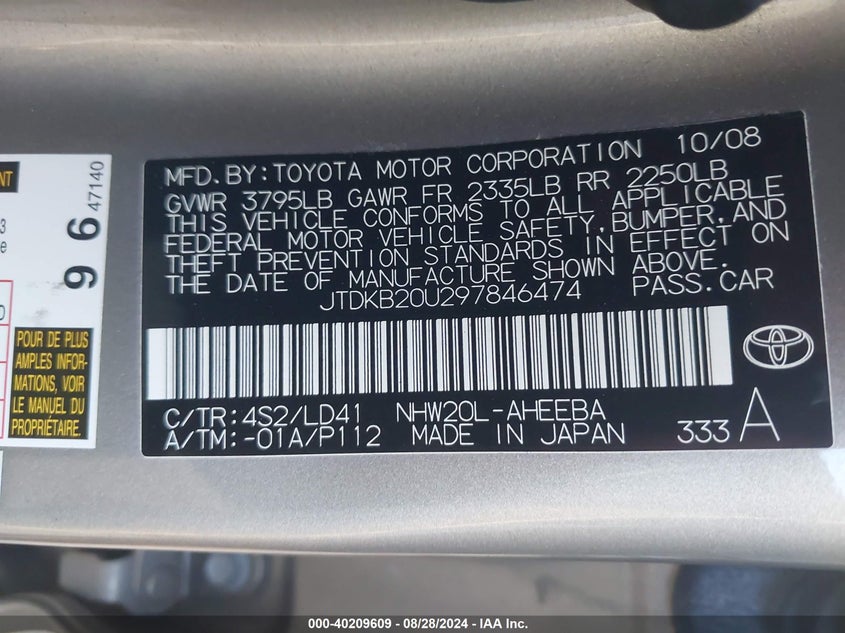 NT
96
47140
3
e
D
POUR DE PLUS
AMPLES INFOR-
MATIONS, VOIR
LE MANUEL DU
PROPRIÉTAIRE.
MFD. BY: TOYOTA MOTOR CORPORATION 10/08
GVWR 3795LB GAWR FR 2335LB RR 2250LB
THIS VEHICLE CONFORMS TO ALL APPLICABLE
FEDERAL MOTOR VEHICLE SAFETY, BUMPER, AND
THEFT PREVENTION STANDARDS IN EFFECT ON
THE DATE OF MANUFACTURE SHOWN ABOVE.
JTDKB20U297846474 PASS. CAR
C/TR: 4S2/LD41 NHW20L-AHEEBA
A/TM: -01A/P112 MADE IN JAPAN 333 A
000-40209609 - 08/28/2024 - IAA Inc.